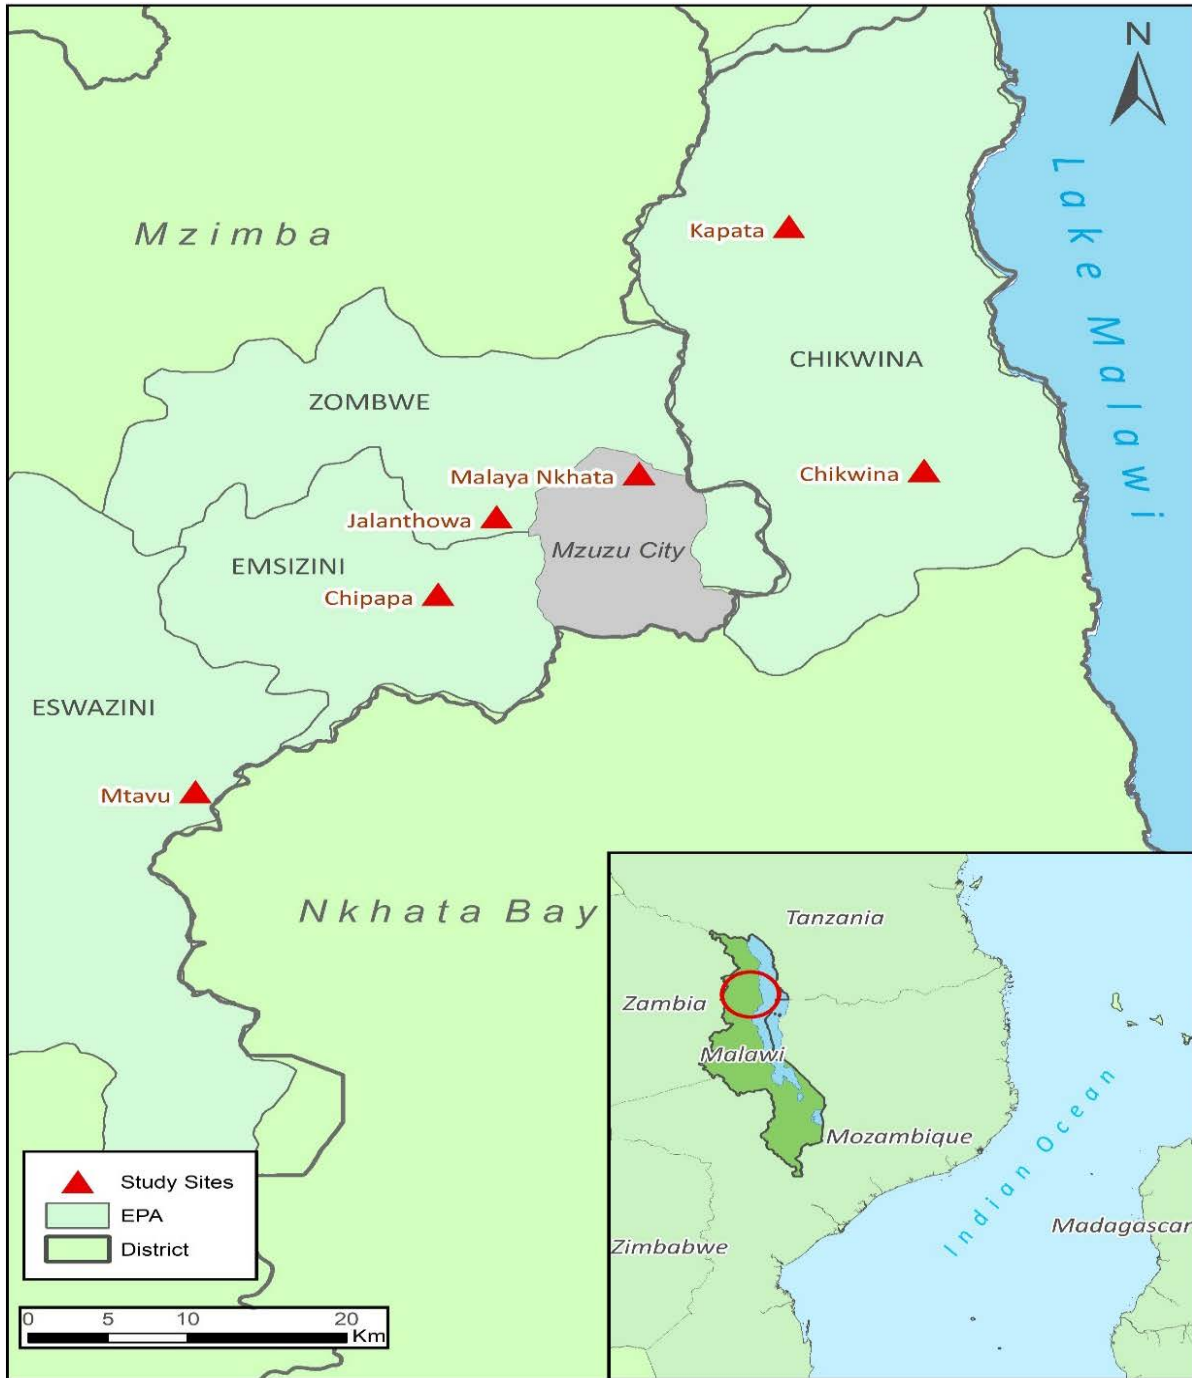 N
Lake Malawi
Kapata
Mzimba
CHIKWINA
ZOMBWE
Malaya Nkhata
Chikwina
Jalanthowa
Mzuzu City
EMSIZINI
Chipapa
ESWAZINI
Mtavu
Nkhata Bay
Tanzania
Zambia
Malawi
Mozambique
Indian Ocean
Madagascar
Zimbabwe
Study Sites
EPA
District
0 5 10 20
Km